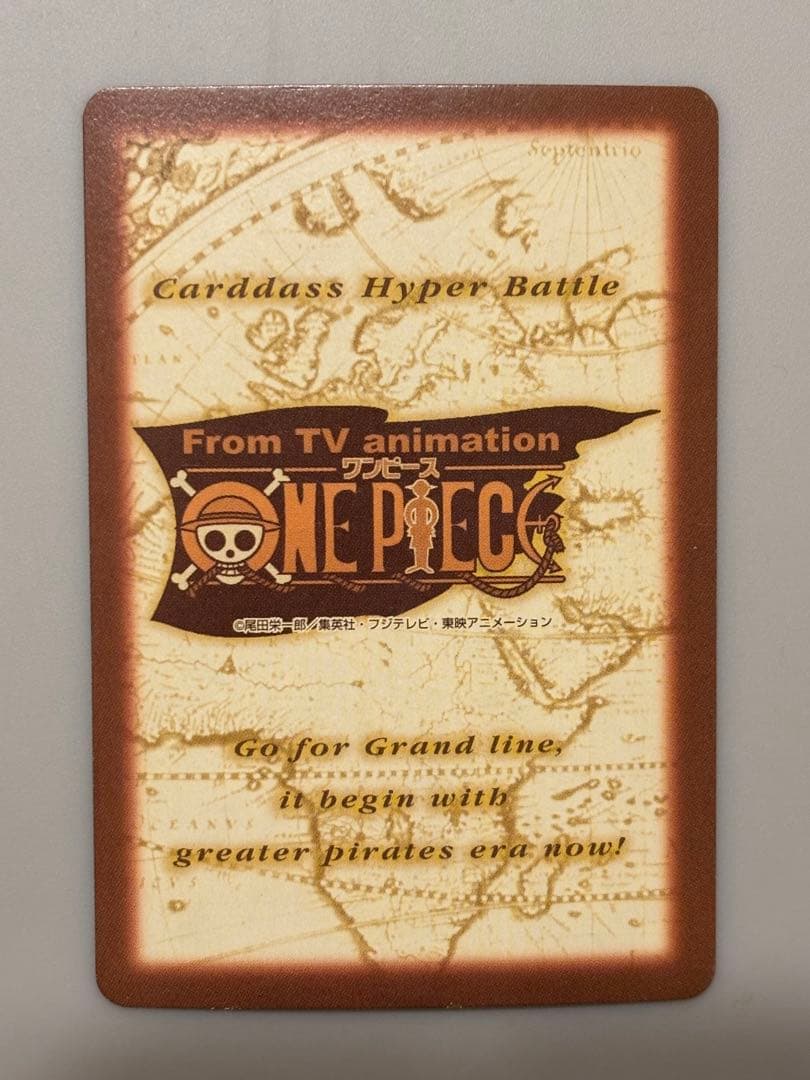 Septentrio
Carddass Hyper Battle
From TV animation
ワンピース
ONE PIECE
©尾田栄一郎／集英社・フジテレビ・東映アニメーション
Go for Grand line,
it begin with
greater pirates era now!